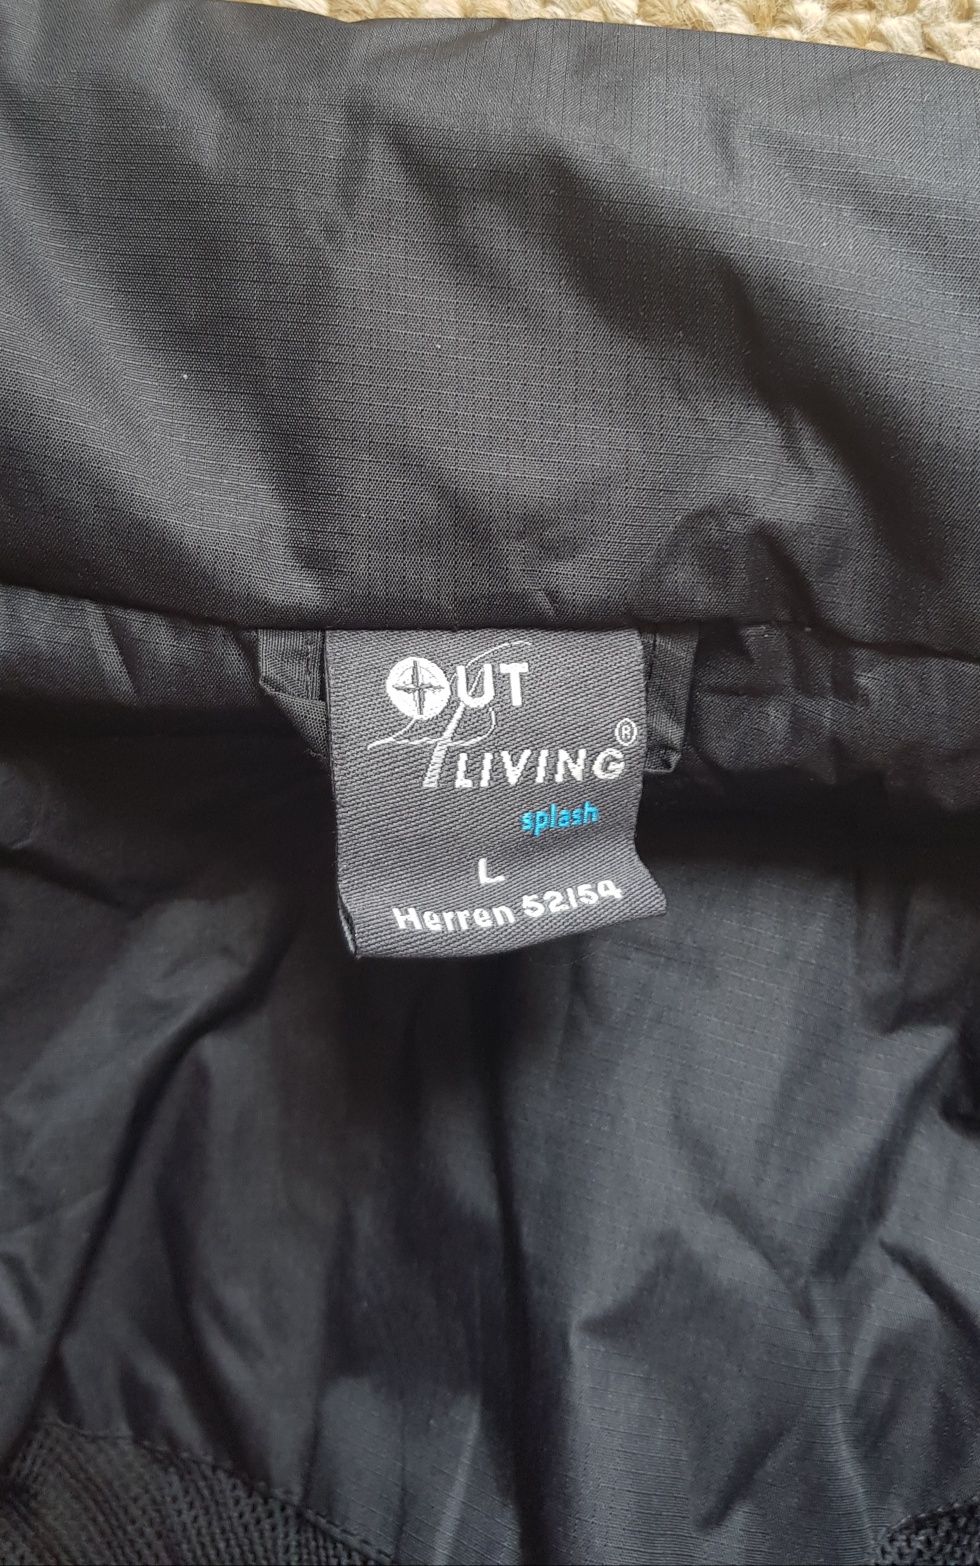 OUT
LIVING®
splash
L
Herren 52/54